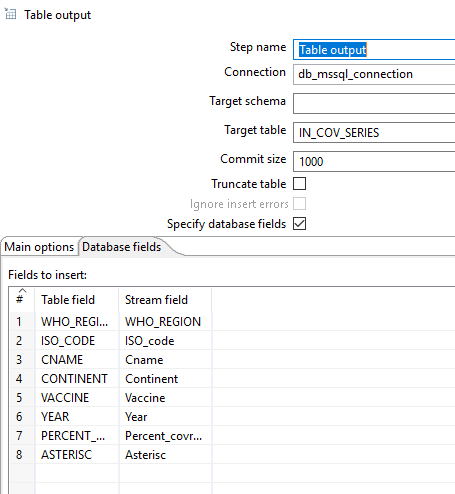 Table output
Step name Table output
Connection db_mssql_connection
Target schema
Target table IN_COV_SERIES
Commit size 1000
Truncate table
Ignore insert errors
Specify database fields
Main options Database fields
Fields to insert:
# Table field Stream field
1 WHO_REGI... WHO_REGION
2 ISO_CODE ISO_code
3 CNAME Cname
4 CONTINENT Continent
5 VACCINE Vaccine
6 YEAR Year
7 PERCENT_... Percent_covr...
8 ASTERISC Asterisc